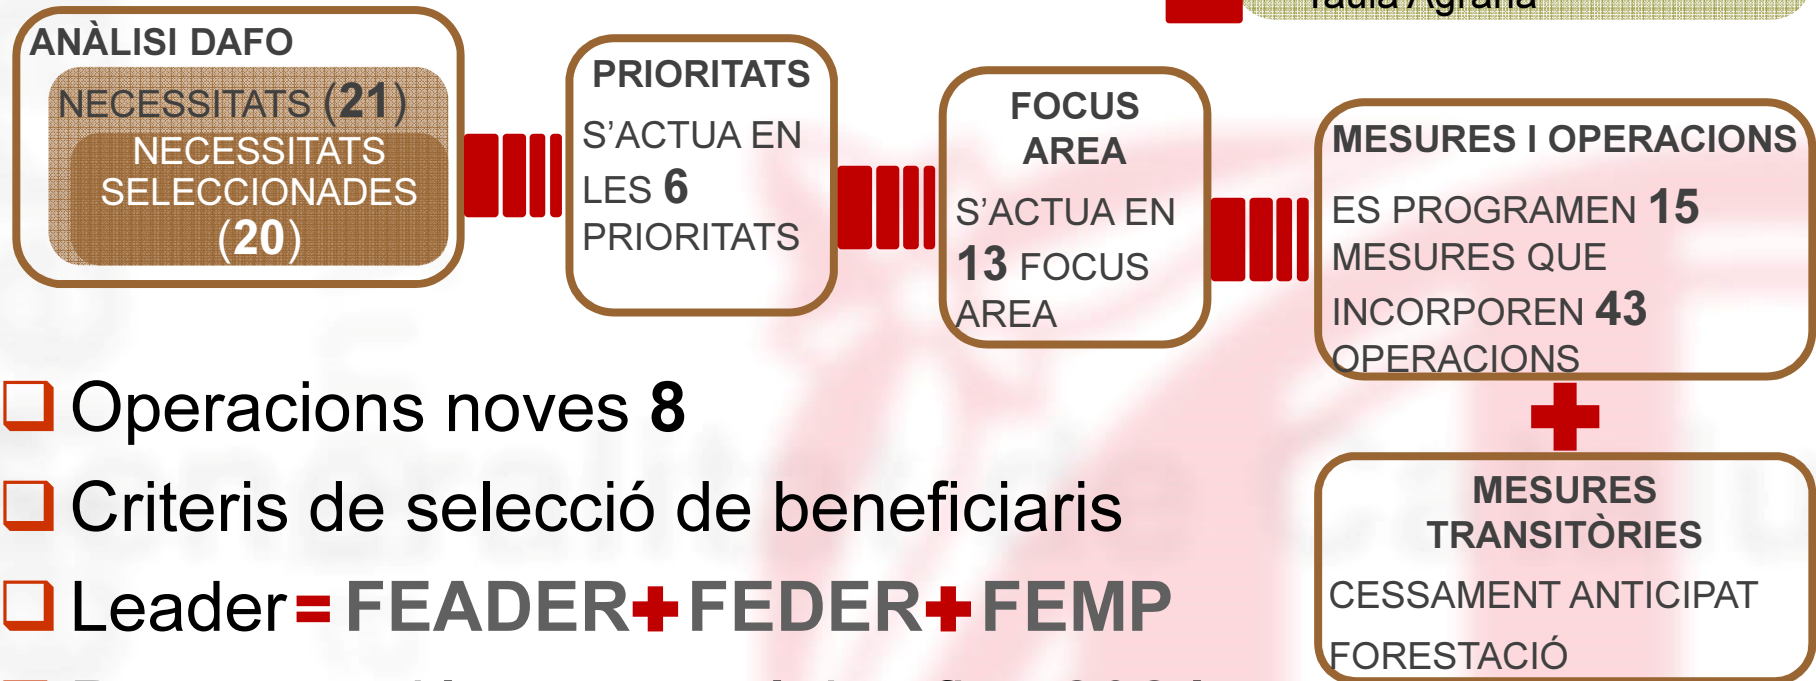 Taula Agrària
ANÀLISI DAFO
NECESSITATS (21)
NECESSITATS
SELECCIONADES
(20)
PRIORITATS
S'ACTUA EN
LES 6
PRIORITATS
FOCUS
AREA
S'ACTUA EN
13 FOCUS
AREA
MESURES I OPERACIONS
ES PROGRAMEN 15
MESURES QUE
INCORPOREN 43
OPERACIONS
MESURES
TRANSITÒRIES
CESSAMENT ANTICIPAT
FORESTACIÓ
❑ Operacions noves 8
❑ Criteris de selecció de beneficiaris
❑ Leader = FEADER + FEDER + FEMP